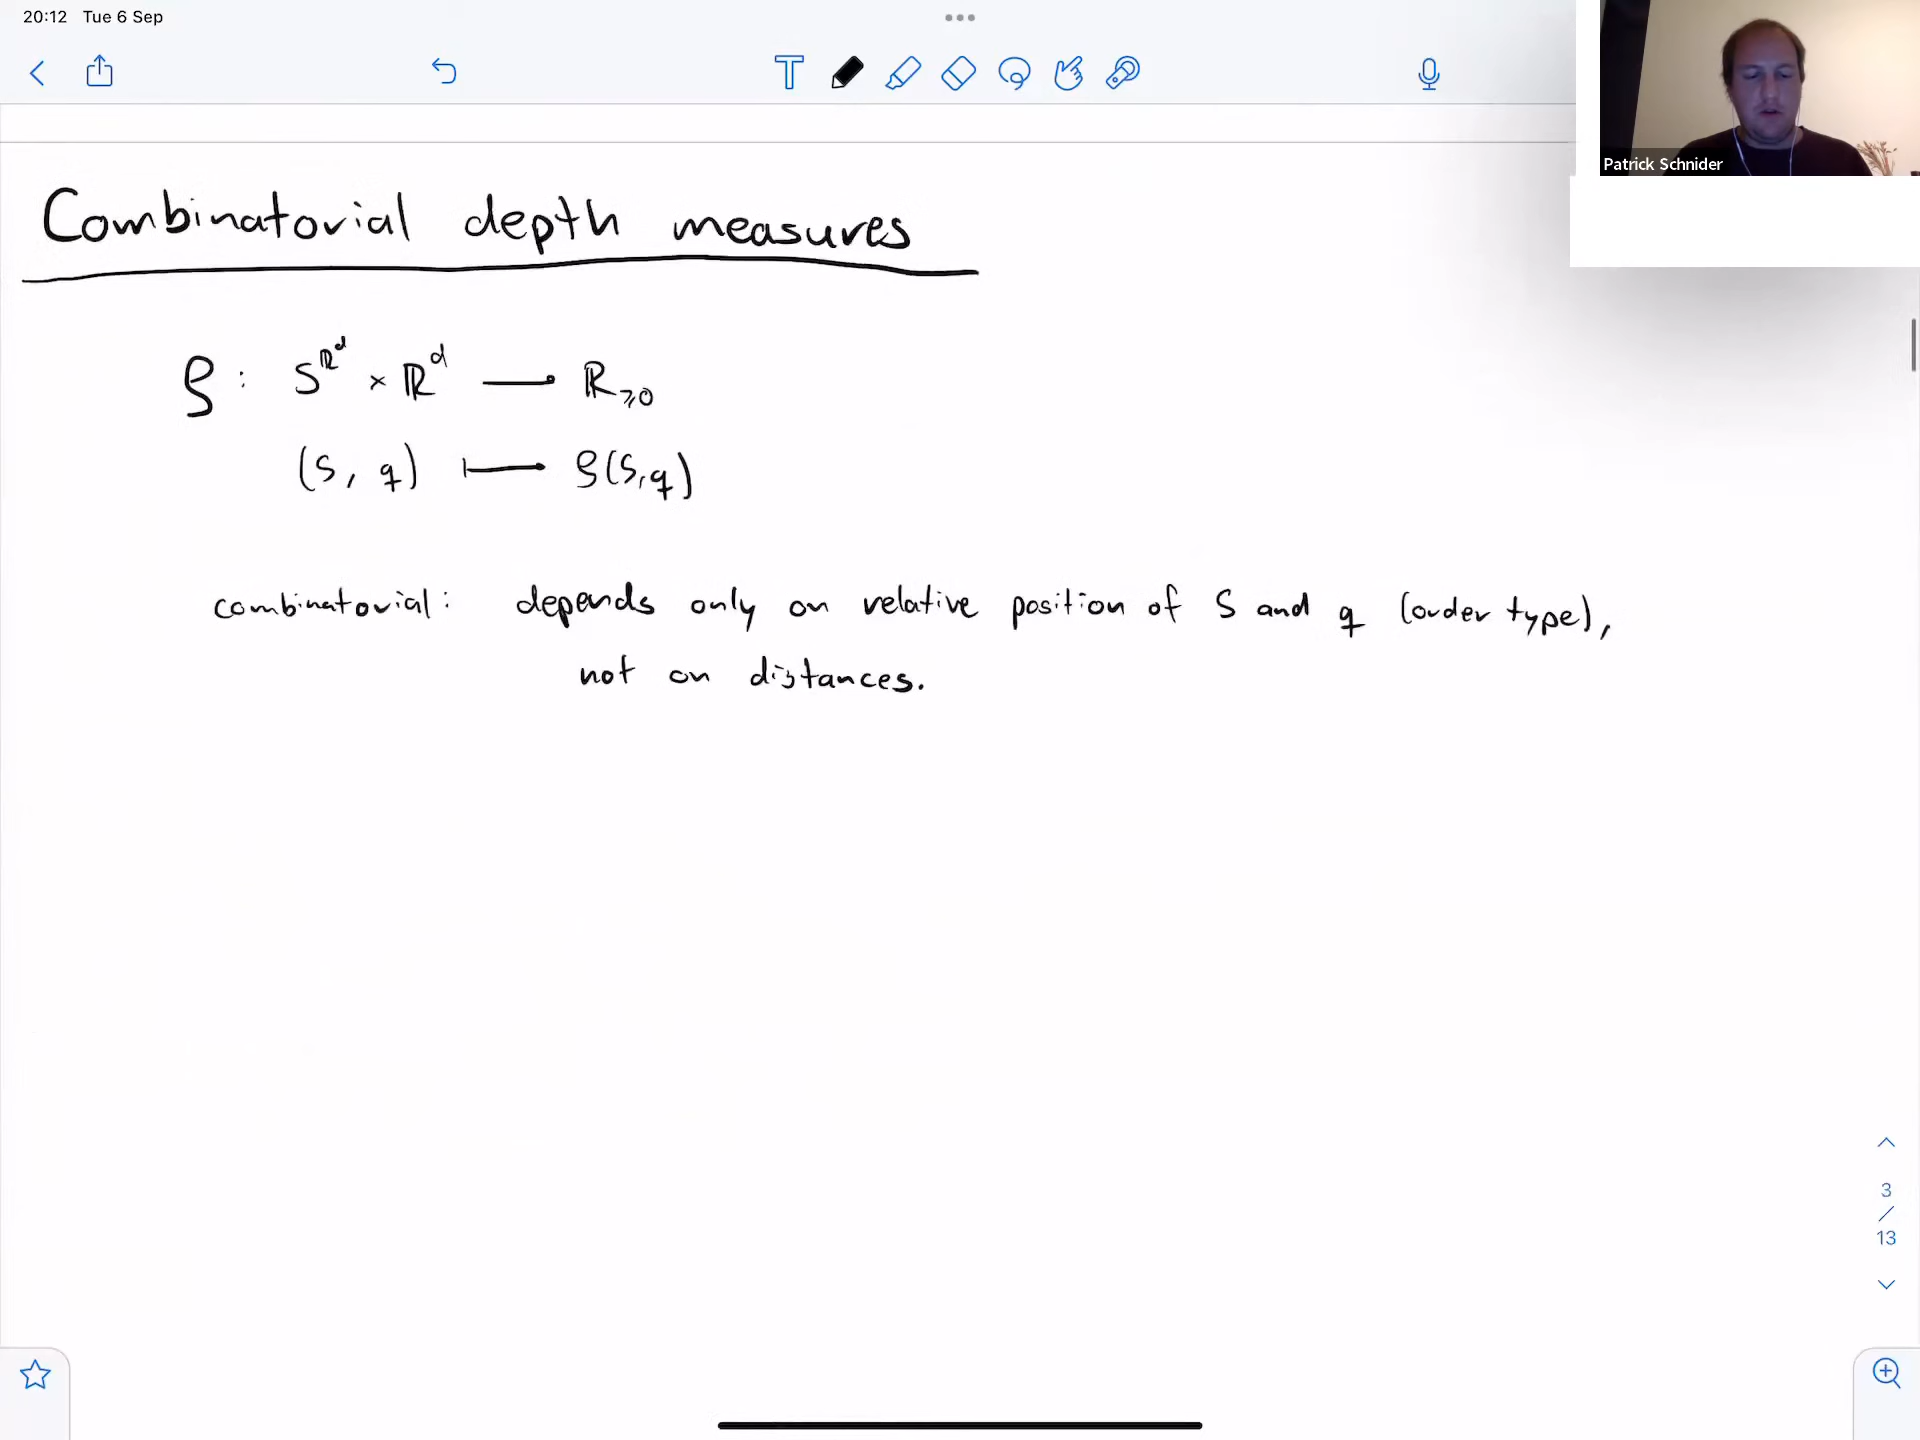 20:12 Tue 6 Sep
Patrick Schnider
Combinatorial depth measures
ϱ : S^{ℝ^d} × ℝ^d ⟶ ℝ_{≥0}
(S, q) ⟼ ϱ(S,q)
combinatorial: depends only on relative position of S and q (order type),
not on distances.
3
/
13